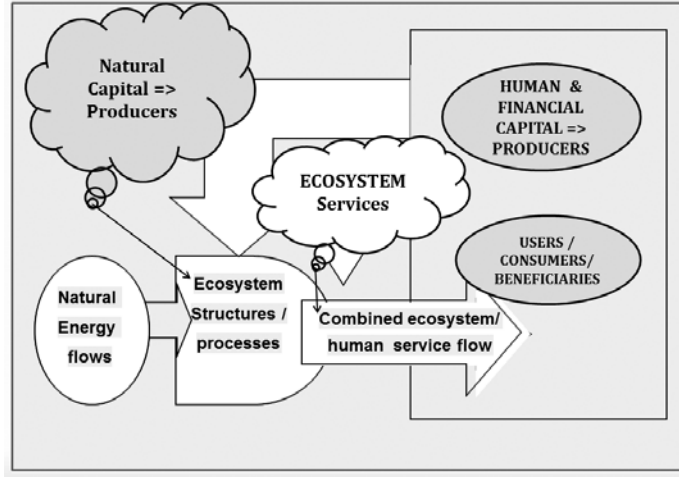 Natural
Capital =>
Producers
HUMAN &
FINANCIAL
CAPITAL =>
PRODUCERS
ECOSYSTEM
Services
USERS /
CONSUMERS/
BENEFICIARIES
Natural
Energy
flows
Ecosystem
Structures /
processes
Combined ecosystem/
human service flow